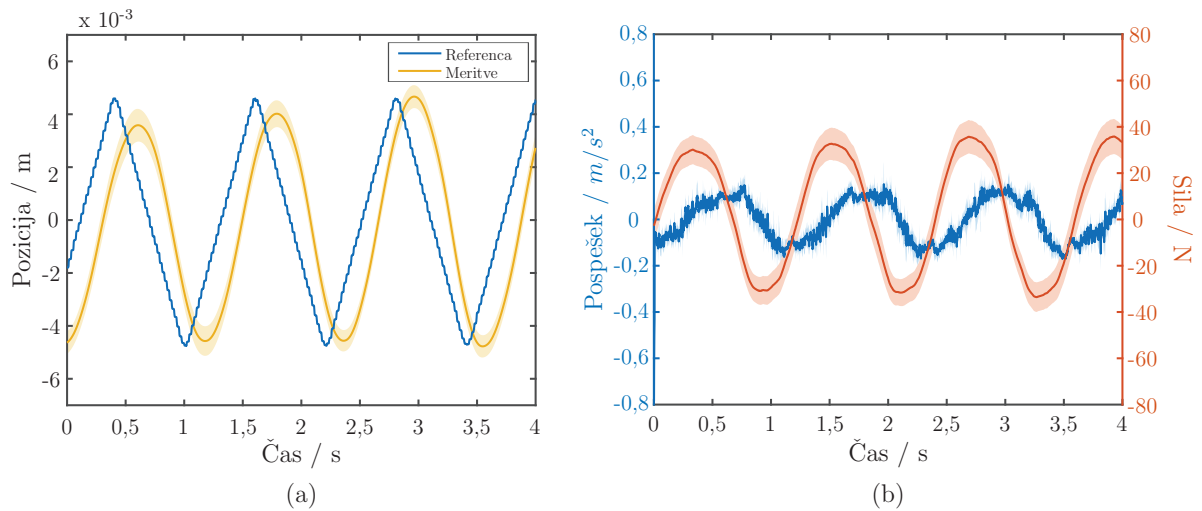 x 10⁻³
6
4
2
0
-2
-4
-6
Pozicija / m
Referenca
Meritve
0 0,5 1 1,5 2 2,5 3 3,5 4
Čas / s
(a)
0,8
0,6
0,4
0,2
0
-0,2
-0,4
-0,6
-0,8
Pospešek / m/s²
80
60
40
20
0
-20
-40
-60
-80
Sila / N
0 0,5 1 1,5 2 2,5 3 3,5 4
Čas / s
(b)